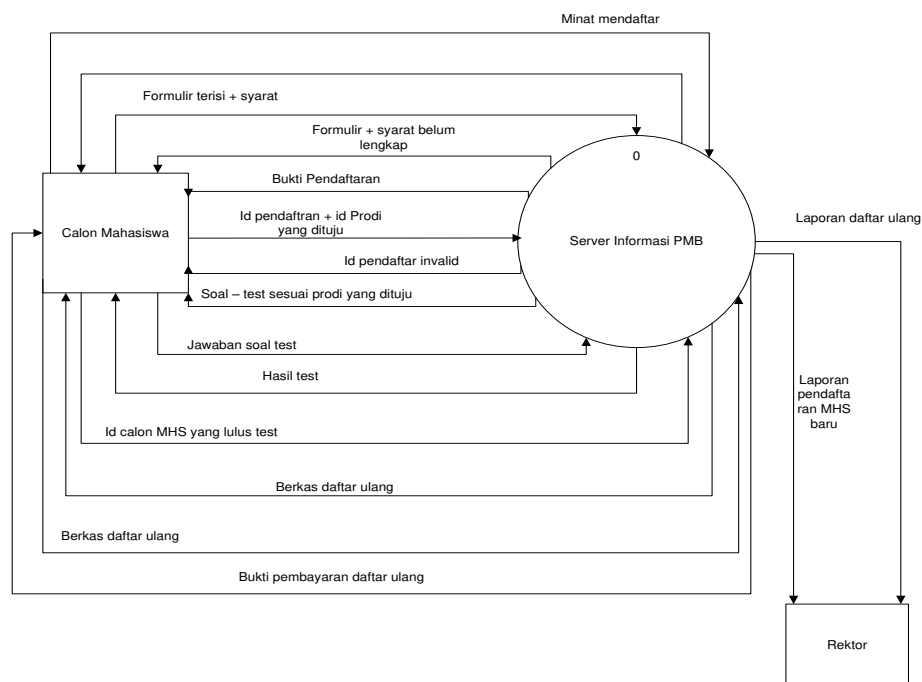 Minat mendaftar
Formulir terisi + syarat
Formulir + syarat belum
lengkap
0
Bukti Pendaftaran
Calon Mahasiswa
Id pendaftran + id Prodi
yang dituju
Server Informasi PMB
Laporan daftar ulang
Id pendaftar invalid
Soal – test sesuai prodi yang dituju
Jawaban soal test
Hasil test
Laporan
pendafta
ran MHS
baru
Id calon MHS yang lulus test
Berkas daftar ulang
Berkas daftar ulang
Bukti pembayaran daftar ulang
Rektor